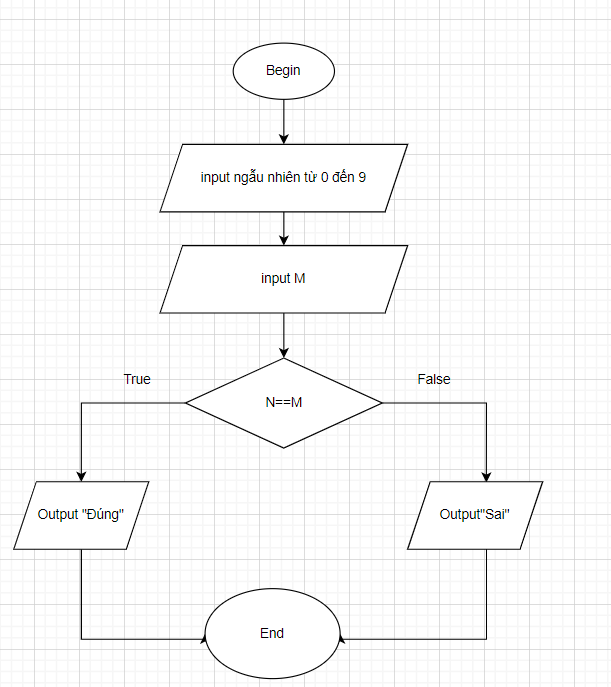 Begin
input ngẫu nhiên từ 0 đến 9
input M
True
False
N==M
Output "Đúng"
Output"Sai"
End